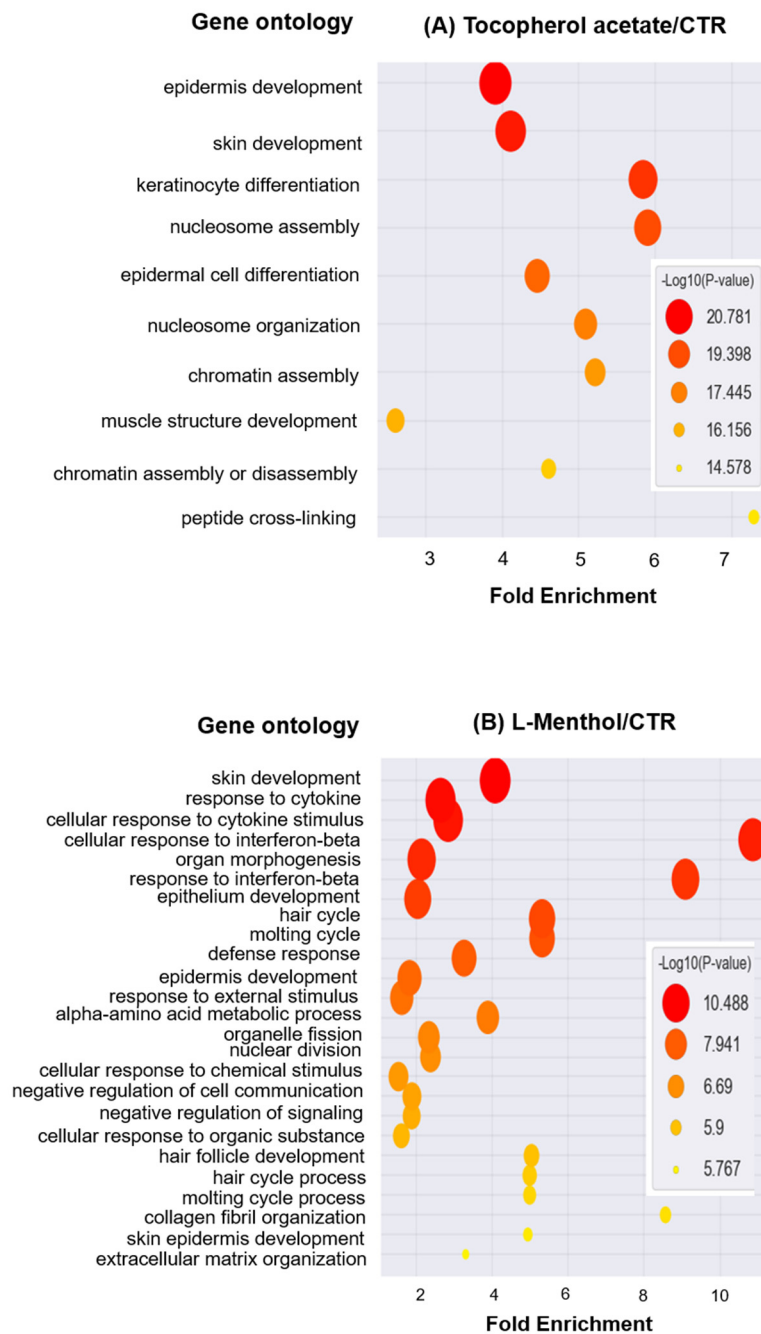 Gene ontology (A) Tocopherol acetate/CTR
epidermis development
skin development
keratinocyte differentiation
nucleosome assembly
epidermal cell differentiation
nucleosome organization
chromatin assembly
muscle structure development
chromatin assembly or disassembly
peptide cross-linking
-Log10(P-value)
20.781
19.398
17.445
16.156
14.578
3 4 5 6 7
Fold Enrichment
Gene ontology (B) L-Menthol/CTR
skin development
response to cytokine
cellular response to cytokine stimulus
cellular response to interferon-beta
organ morphogenesis
response to interferon-beta
epithelium development
hair cycle
molting cycle
defense response
epidermis development
response to external stimulus
alpha-amino acid metabolic process
organelle fission
nuclear division
cellular response to chemical stimulus
negative regulation of cell communication
negative regulation of signaling
cellular response to organic substance
hair follicle development
hair cycle process
molting cycle process
collagen fibril organization
skin epidermis development
extracellular matrix organization
-Log10(P-value)
10.488
7.941
6.69
5.9
5.767
2 4 6 8 10
Fold Enrichment